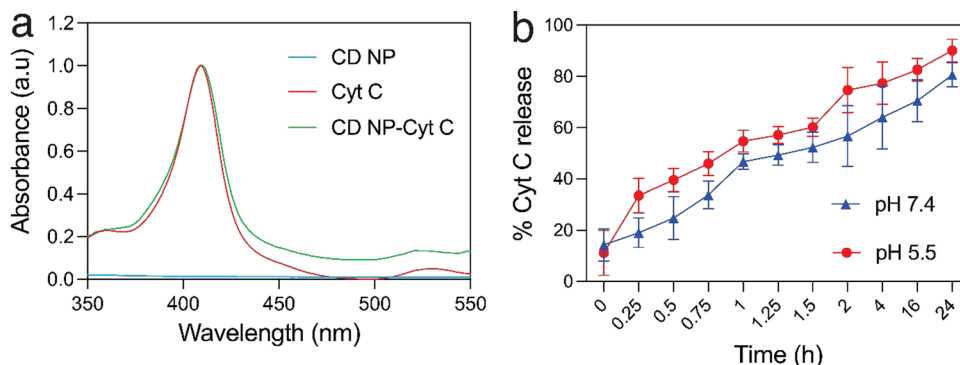 a
1.2
1.0
0.8
0.6
0.4
0.2
0.0
Absorbance (a.u)
350
400
450
500
550
Wavelength (nm)
CD NP
Cyt C
CD NP-Cyt C
b
100
80
60
40
20
0
% Cyt C release
0
0.25
0.5
0.75
1
1.25
1.5
2
4
16
24
Time (h)
pH 7.4
pH 5.5